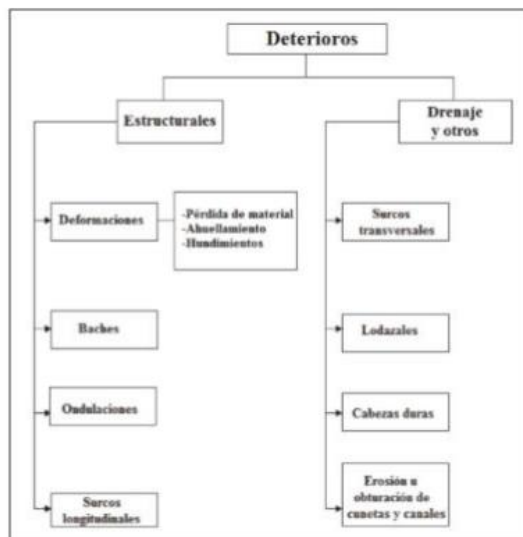 Deterioros
Estructurales
Drenaje
y otros
Deformaciones
-Pérdida de material
-Ahuellamiento
-Hundimientos
Surcos
transversales
Baches
Lodazales
Ondulaciones
Cabezas duras
Surcos
longitudinales
Erosión u
obturación de
cunetas y canales